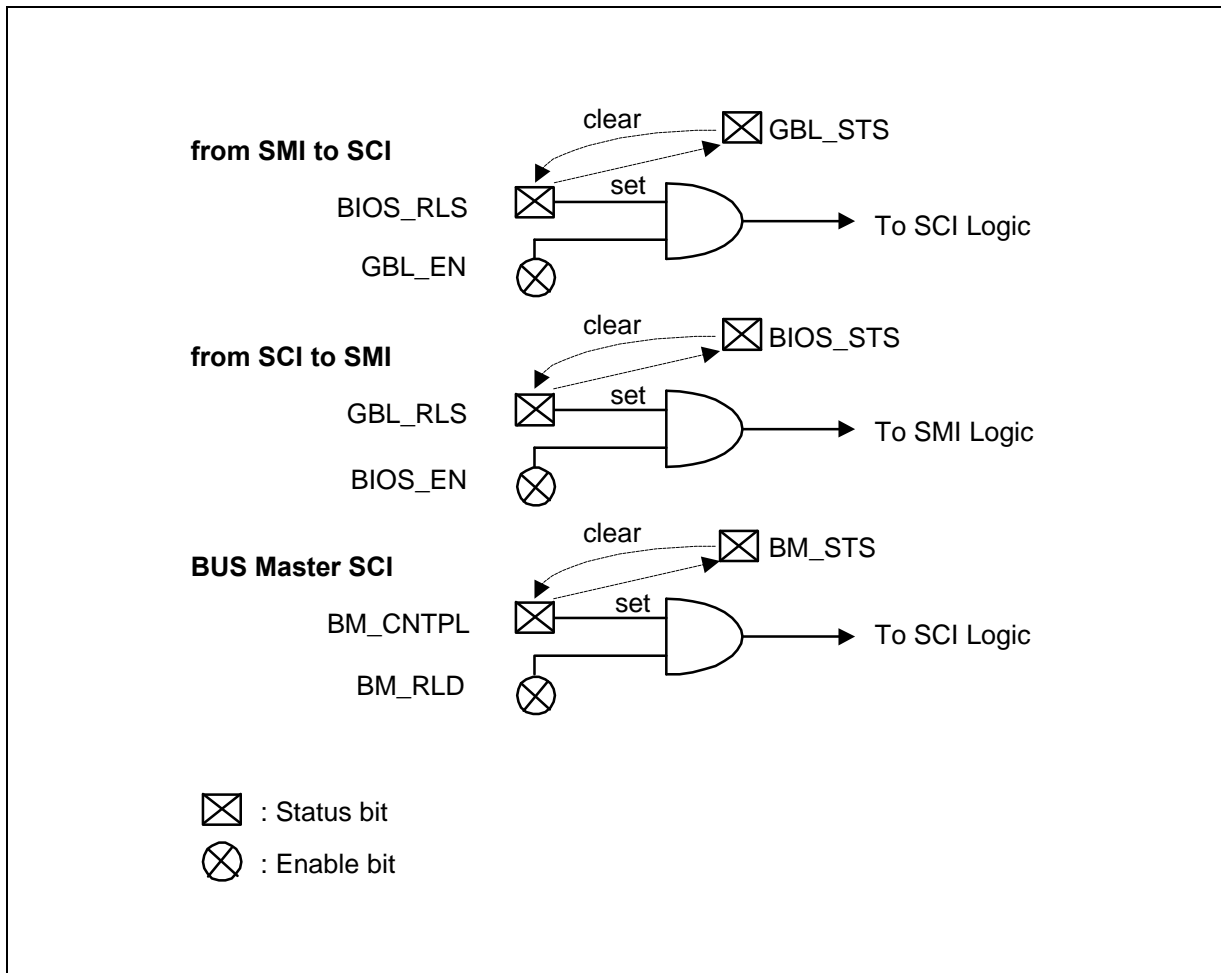 clear
GBL_STS
from SMI to SCI
set
BIOS_RLS
To SCI Logic
GBL_EN
clear
BIOS_STS
from SCI to SMI
set
GBL_RLS
To SMI Logic
BIOS_EN
clear
BM_STS
BUS Master SCI
set
BM_CNTPL
To SCI Logic
BM_RLD
: Status bit
: Enable bit